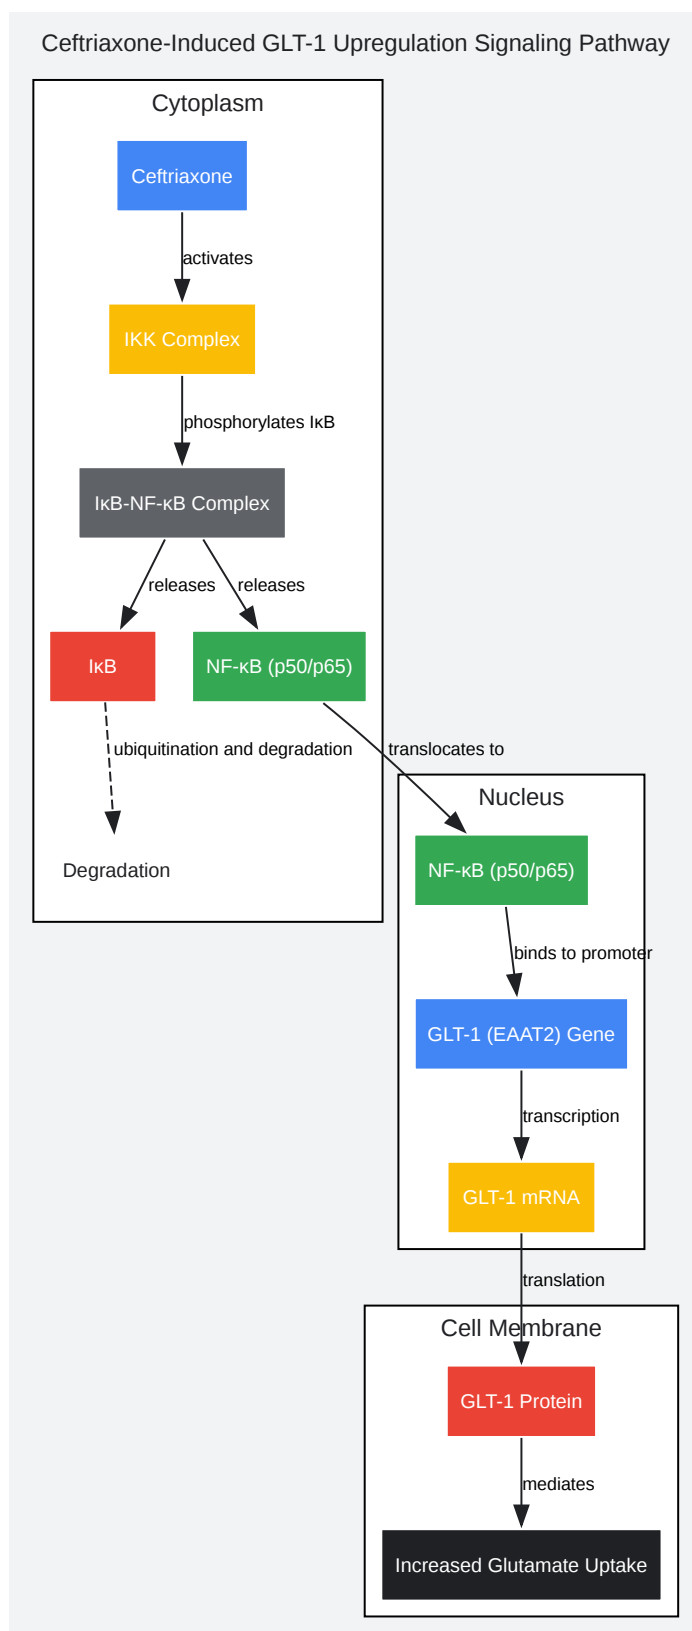 Ceftriaxone-Induced GLT-1 Upregulation Signaling Pathway
Cytoplasm
Ceftriaxone
activates
IKK Complex
phosphorylates IκB
IκB-NF-κB Complex
releases
releases
IκB
NF-κB (p50/p65)
ubiquitination and degradation
translocates to
Degradation
Nucleus
NF-κB (p50/p65)
binds to promoter
GLT-1 (EAAT2) Gene
transcription
GLT-1 mRNA
translation
Cell Membrane
GLT-1 Protein
mediates
Increased Glutamate Uptake